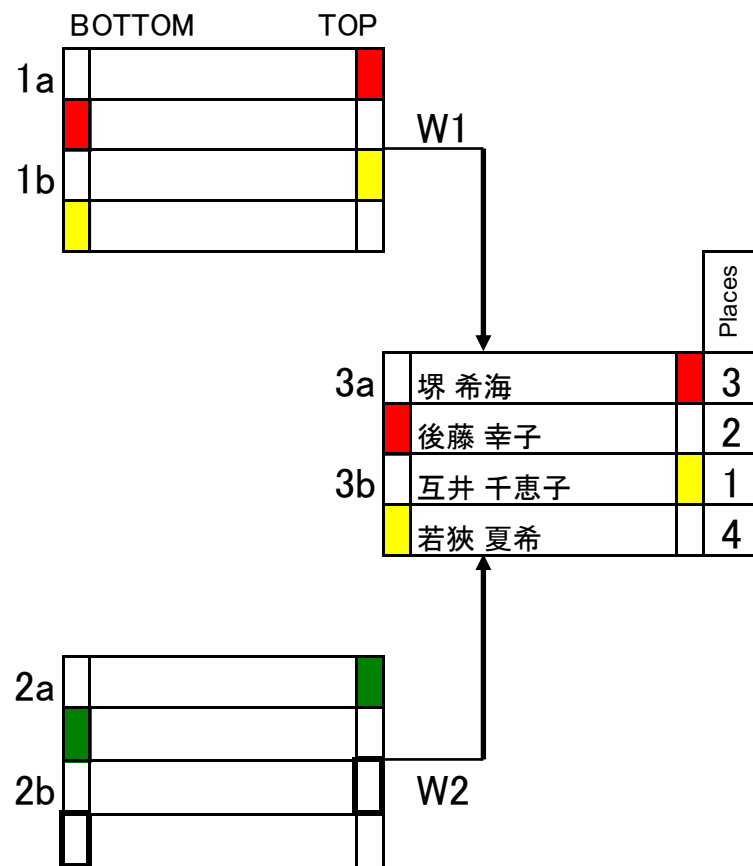 BOTTOM TOP
1a
W1
1b
Places
3a 堺 希海 3
後藤 幸子 2
3b 互井 千恵子 1
若狹 夏希 4
2a
2b W2